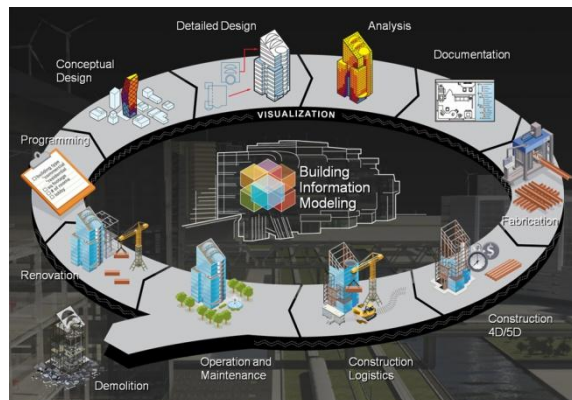 Detailed Design
Analysis
Conceptual
Design
Documentation
VISUALIZATION
Programming
Building
Information
Modeling
Fabrication
Renovation
Construction
4D/5D
Operation and
Maintenance
Construction
Logistics
Demolition